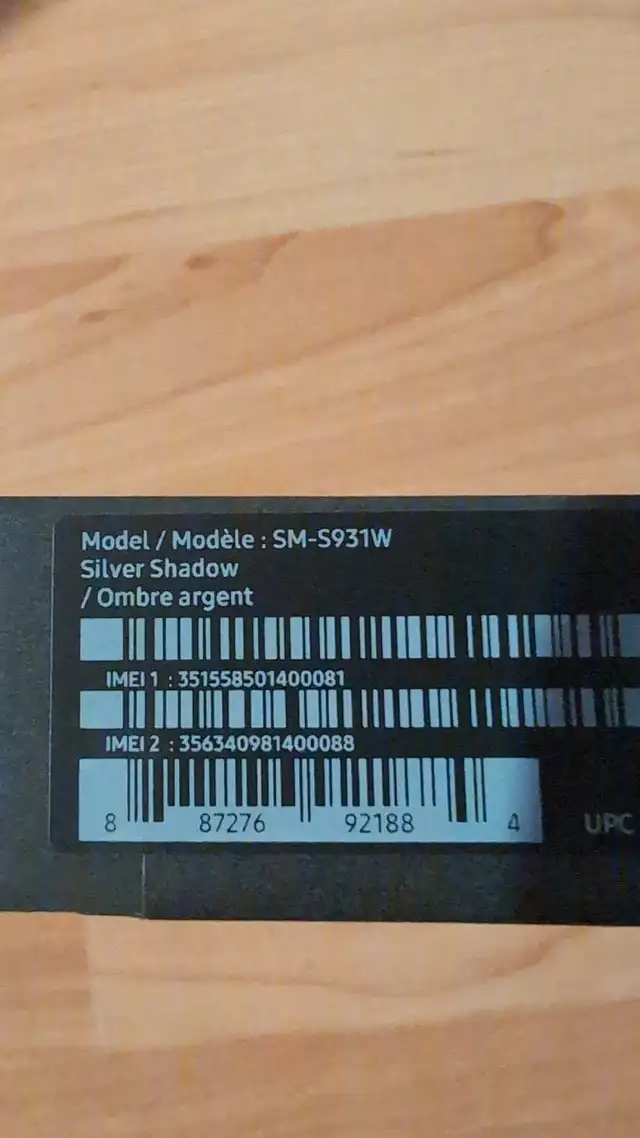 Model / Modèle : SM-S931W
Silver Shadow
/ Ombre argent
IMEI 1 : 351558501400081
IMEI 2 : 356340981400088
8 87276 92188 4
UPC